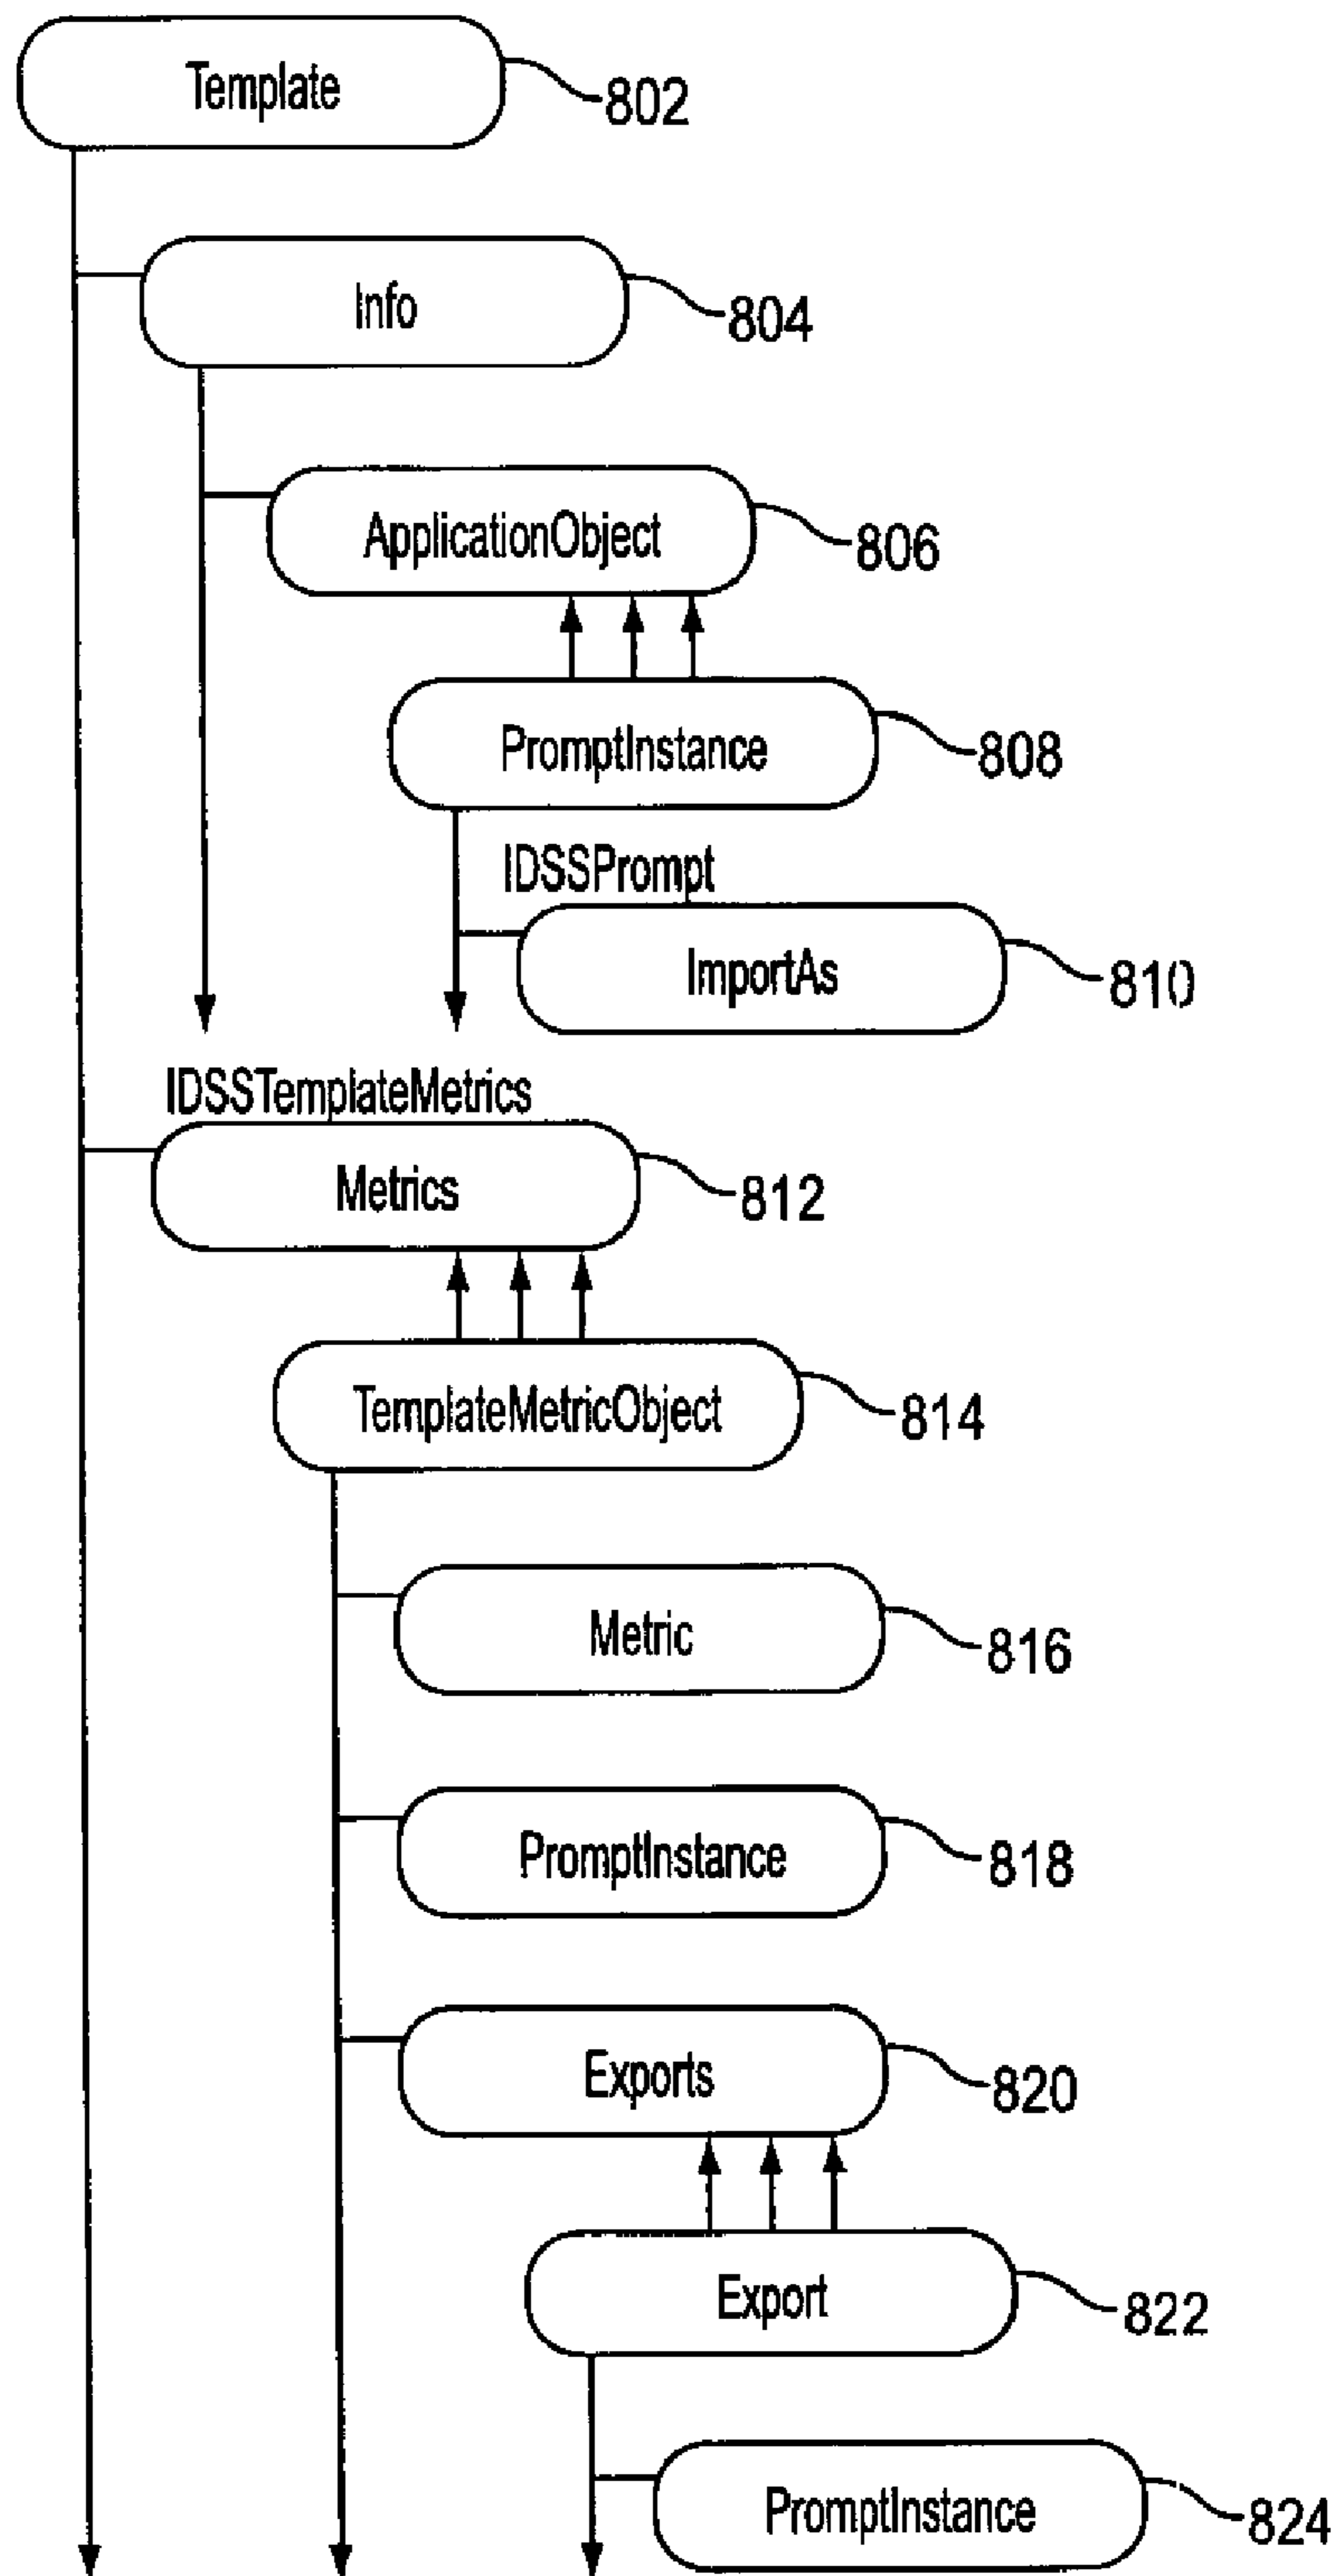 Template 802
Info 804
ApplicationObject 806
PromptInstance 808
IDSSPrompt
ImportAs 810
IDSSTemplateMetrics
Metrics 812
TemplateMetricObject 814
Metric 816
PromptInstance 818
Exports 820
Export 822
PromptInstance 824